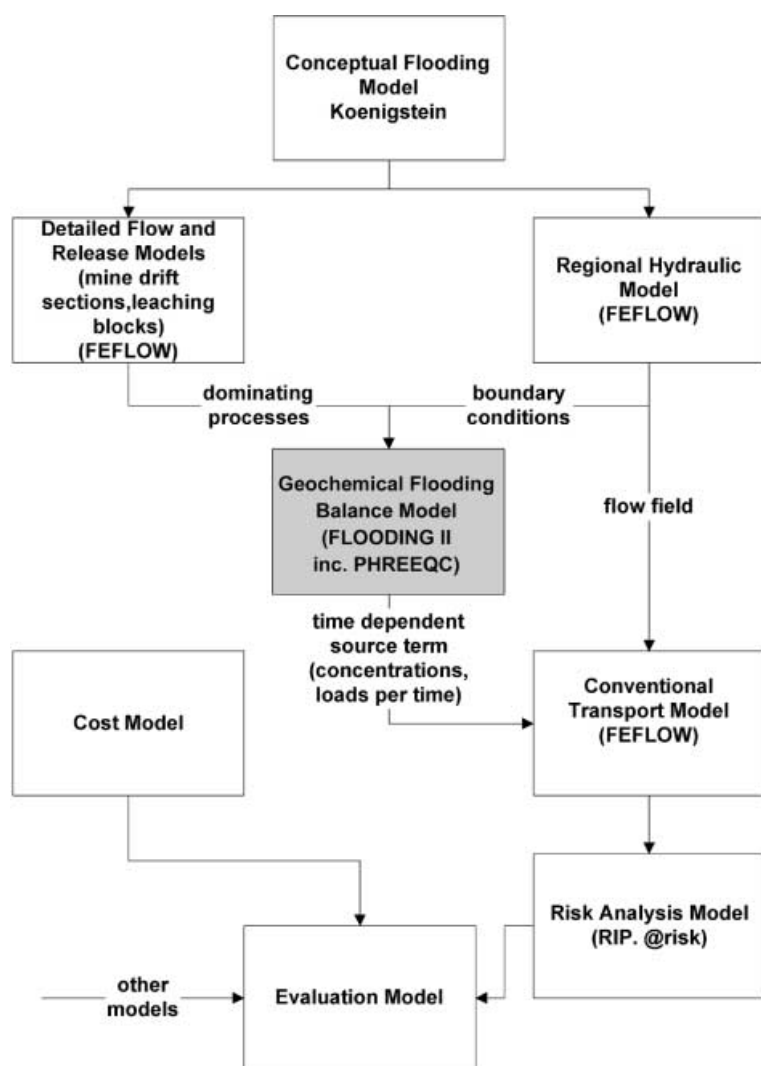 Conceptual Flooding
Model
Koenigstein
Detailed Flow and
Release Models
(mine drift
sections,leaching
blocks)
(FEFLOW)
Regional Hydraulic
Model
(FEFLOW)
dominating
processes
boundary
conditions
Geochemical Flooding
Balance Model
(FLOODING II
inc. PHREEQC)
flow field
time dependent
source term
(concentrations,
loads per time)
Cost Model
Conventional
Transport Model
(FEFLOW)
Risk Analysis Model
(RIP. @risk)
other
models
Evaluation Model